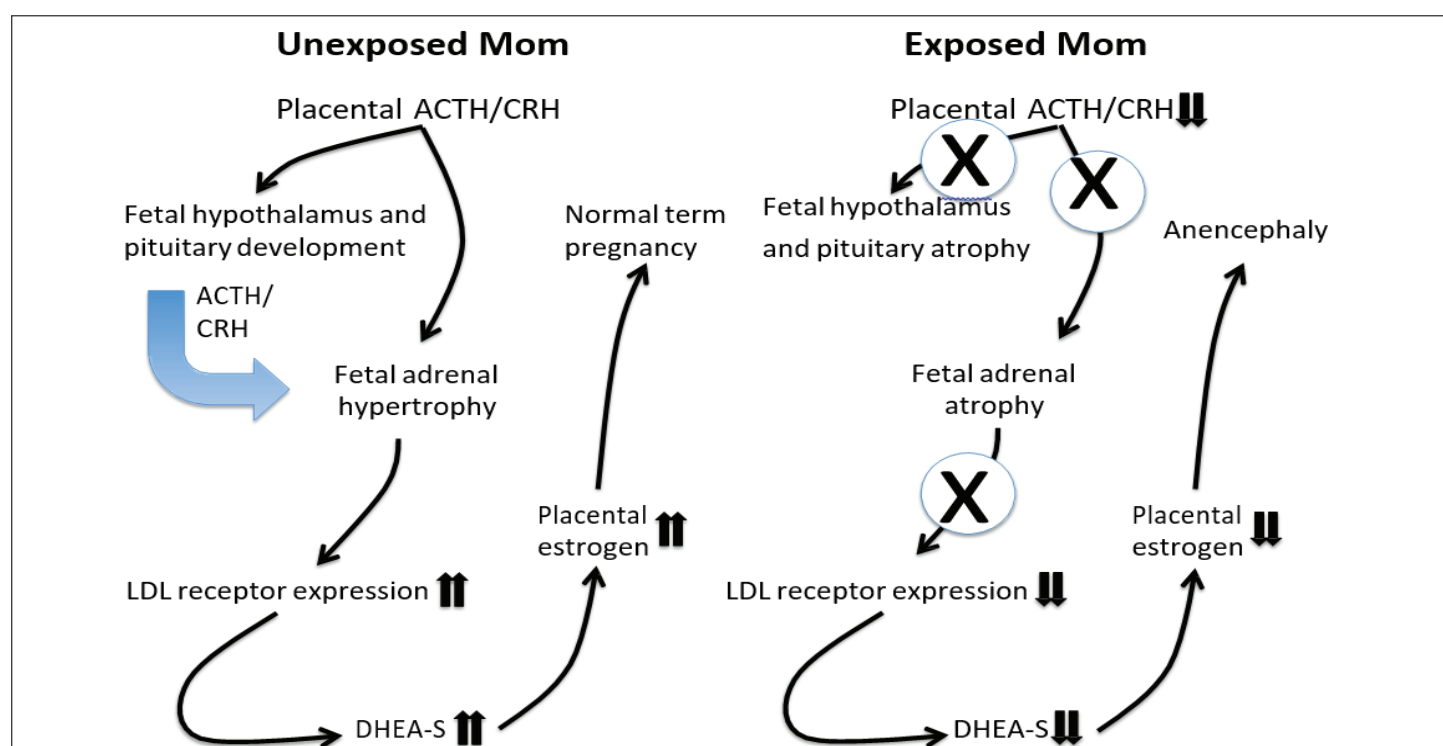 Unexposed Mom
Placental ACTH/CRH
Fetal hypothalus and
pituitary development
Normal term
pregnancy
ACTH/
CRH
Fetal adrenal
hypertrophy
Placental
estrogen
LDL receptor expression
DHEA-S
Exposed Mom
Placental ACTH/CRH
X
X
Fetal hypothalamus
and pituitary atrophy
Anencephaly
Fetal adrenal
atrophy
X
Placental
estrogen
LDL receptor expression
DHEA-S